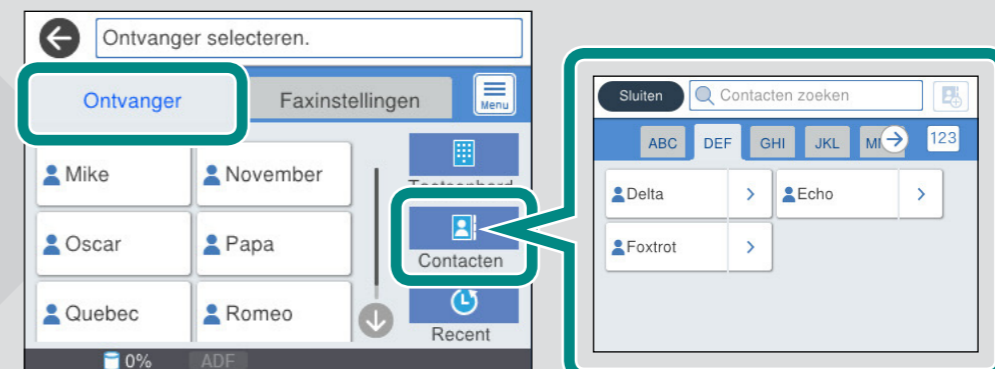 Ontvanger selecteren.
Ontvanger
Faxinstellingen
Menu
Mike
November
Oscar
Papa
Contacten
Quebec
Romeo
Recent
0%
ADF
Sluiten
Contacten zoeken
ABC
DEF
GHI
JKL
123
Delta
Echo
Foxtrot